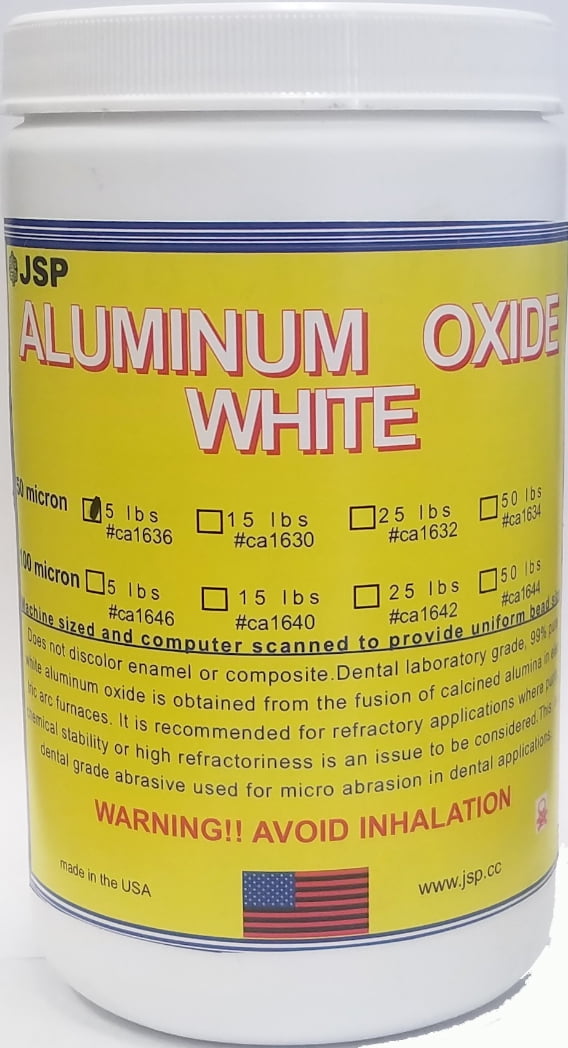 JSP
ALUMINUM OXIDE
WHITE
50 micron 5 lbs 15 lbs 25 lbs 50 lbs
#ca1636 #ca1630 #ca1632 #ca1634
100 micron 5 lbs 15 lbs 25 lbs 50 lbs
#ca1646 #ca1640 #ca1642 #ca1644
Machine sized and computer scanned to provide uniform bead
Does not discolor enamel or composite.Dental laboratory grade, 99%
white aluminum oxide is obtained from the fusion of calcined alumina in
tric arc furnaces. It is recommended for refractory applications where
chemical stability or high refractoriness is an issue to be considered.This
dental grade abrasive used for micro abrasion in dental applications.
WARNING!! AVOID INHALATION
made in the USA
www.jsp.cc